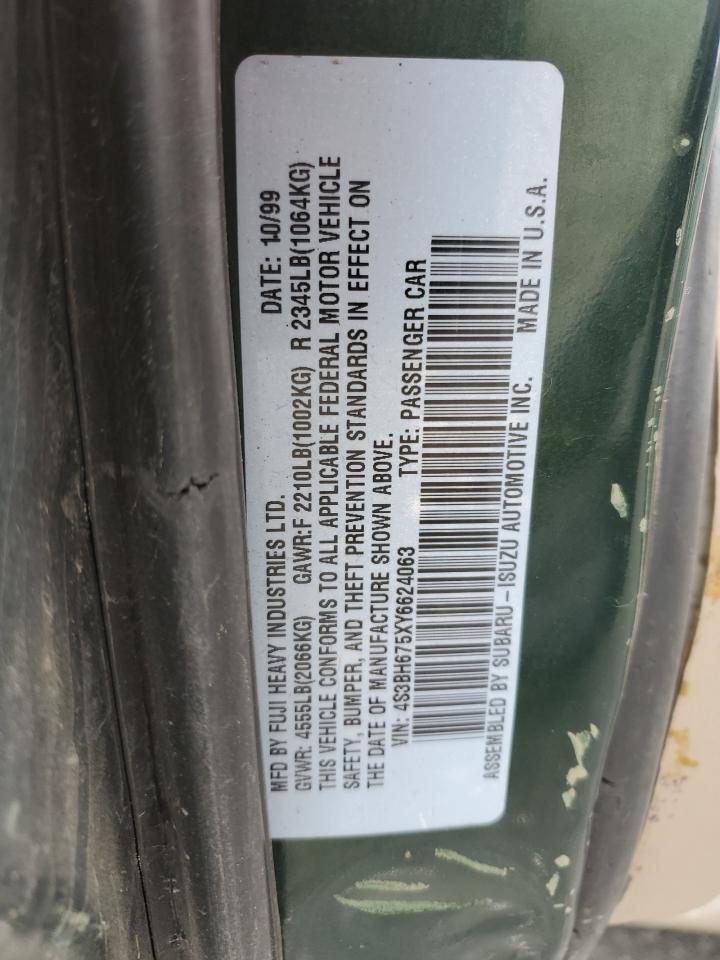 MFD BY FUJI HEAVY INDUSTRIES LTD. DATE: 10/99
GVWR: 4555LB(2066KG) GAWR:F 2210LB(1002KG) R 2345LB(1064KG)
THIS VEHICLE CONFORMS TO ALL APPLICABLE FEDERAL MOTOR VEHICLE
SAFETY, BUMPER, AND THEFT PREVENTION STANDARDS IN EFFECT ON
THE DATE OF MANUFACTURE SHOWN ABOVE.
VIN: 4S3BH675XY6624063 TYPE: PASSENGER CAR
ASSEMBLED BY SUBARU-ISUZU AUTOMOTIVE INC. MADE IN U.S.A.